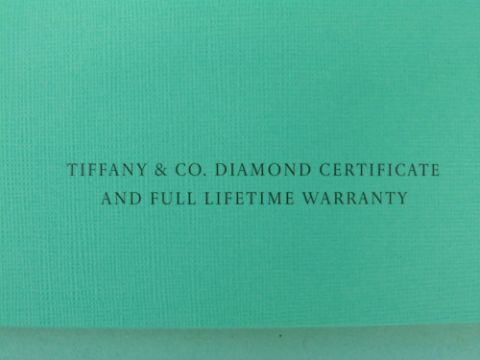 TIFFANY & CO. DIAMOND CERTIFICATE
AND FULL LIFETIME WARRANTY